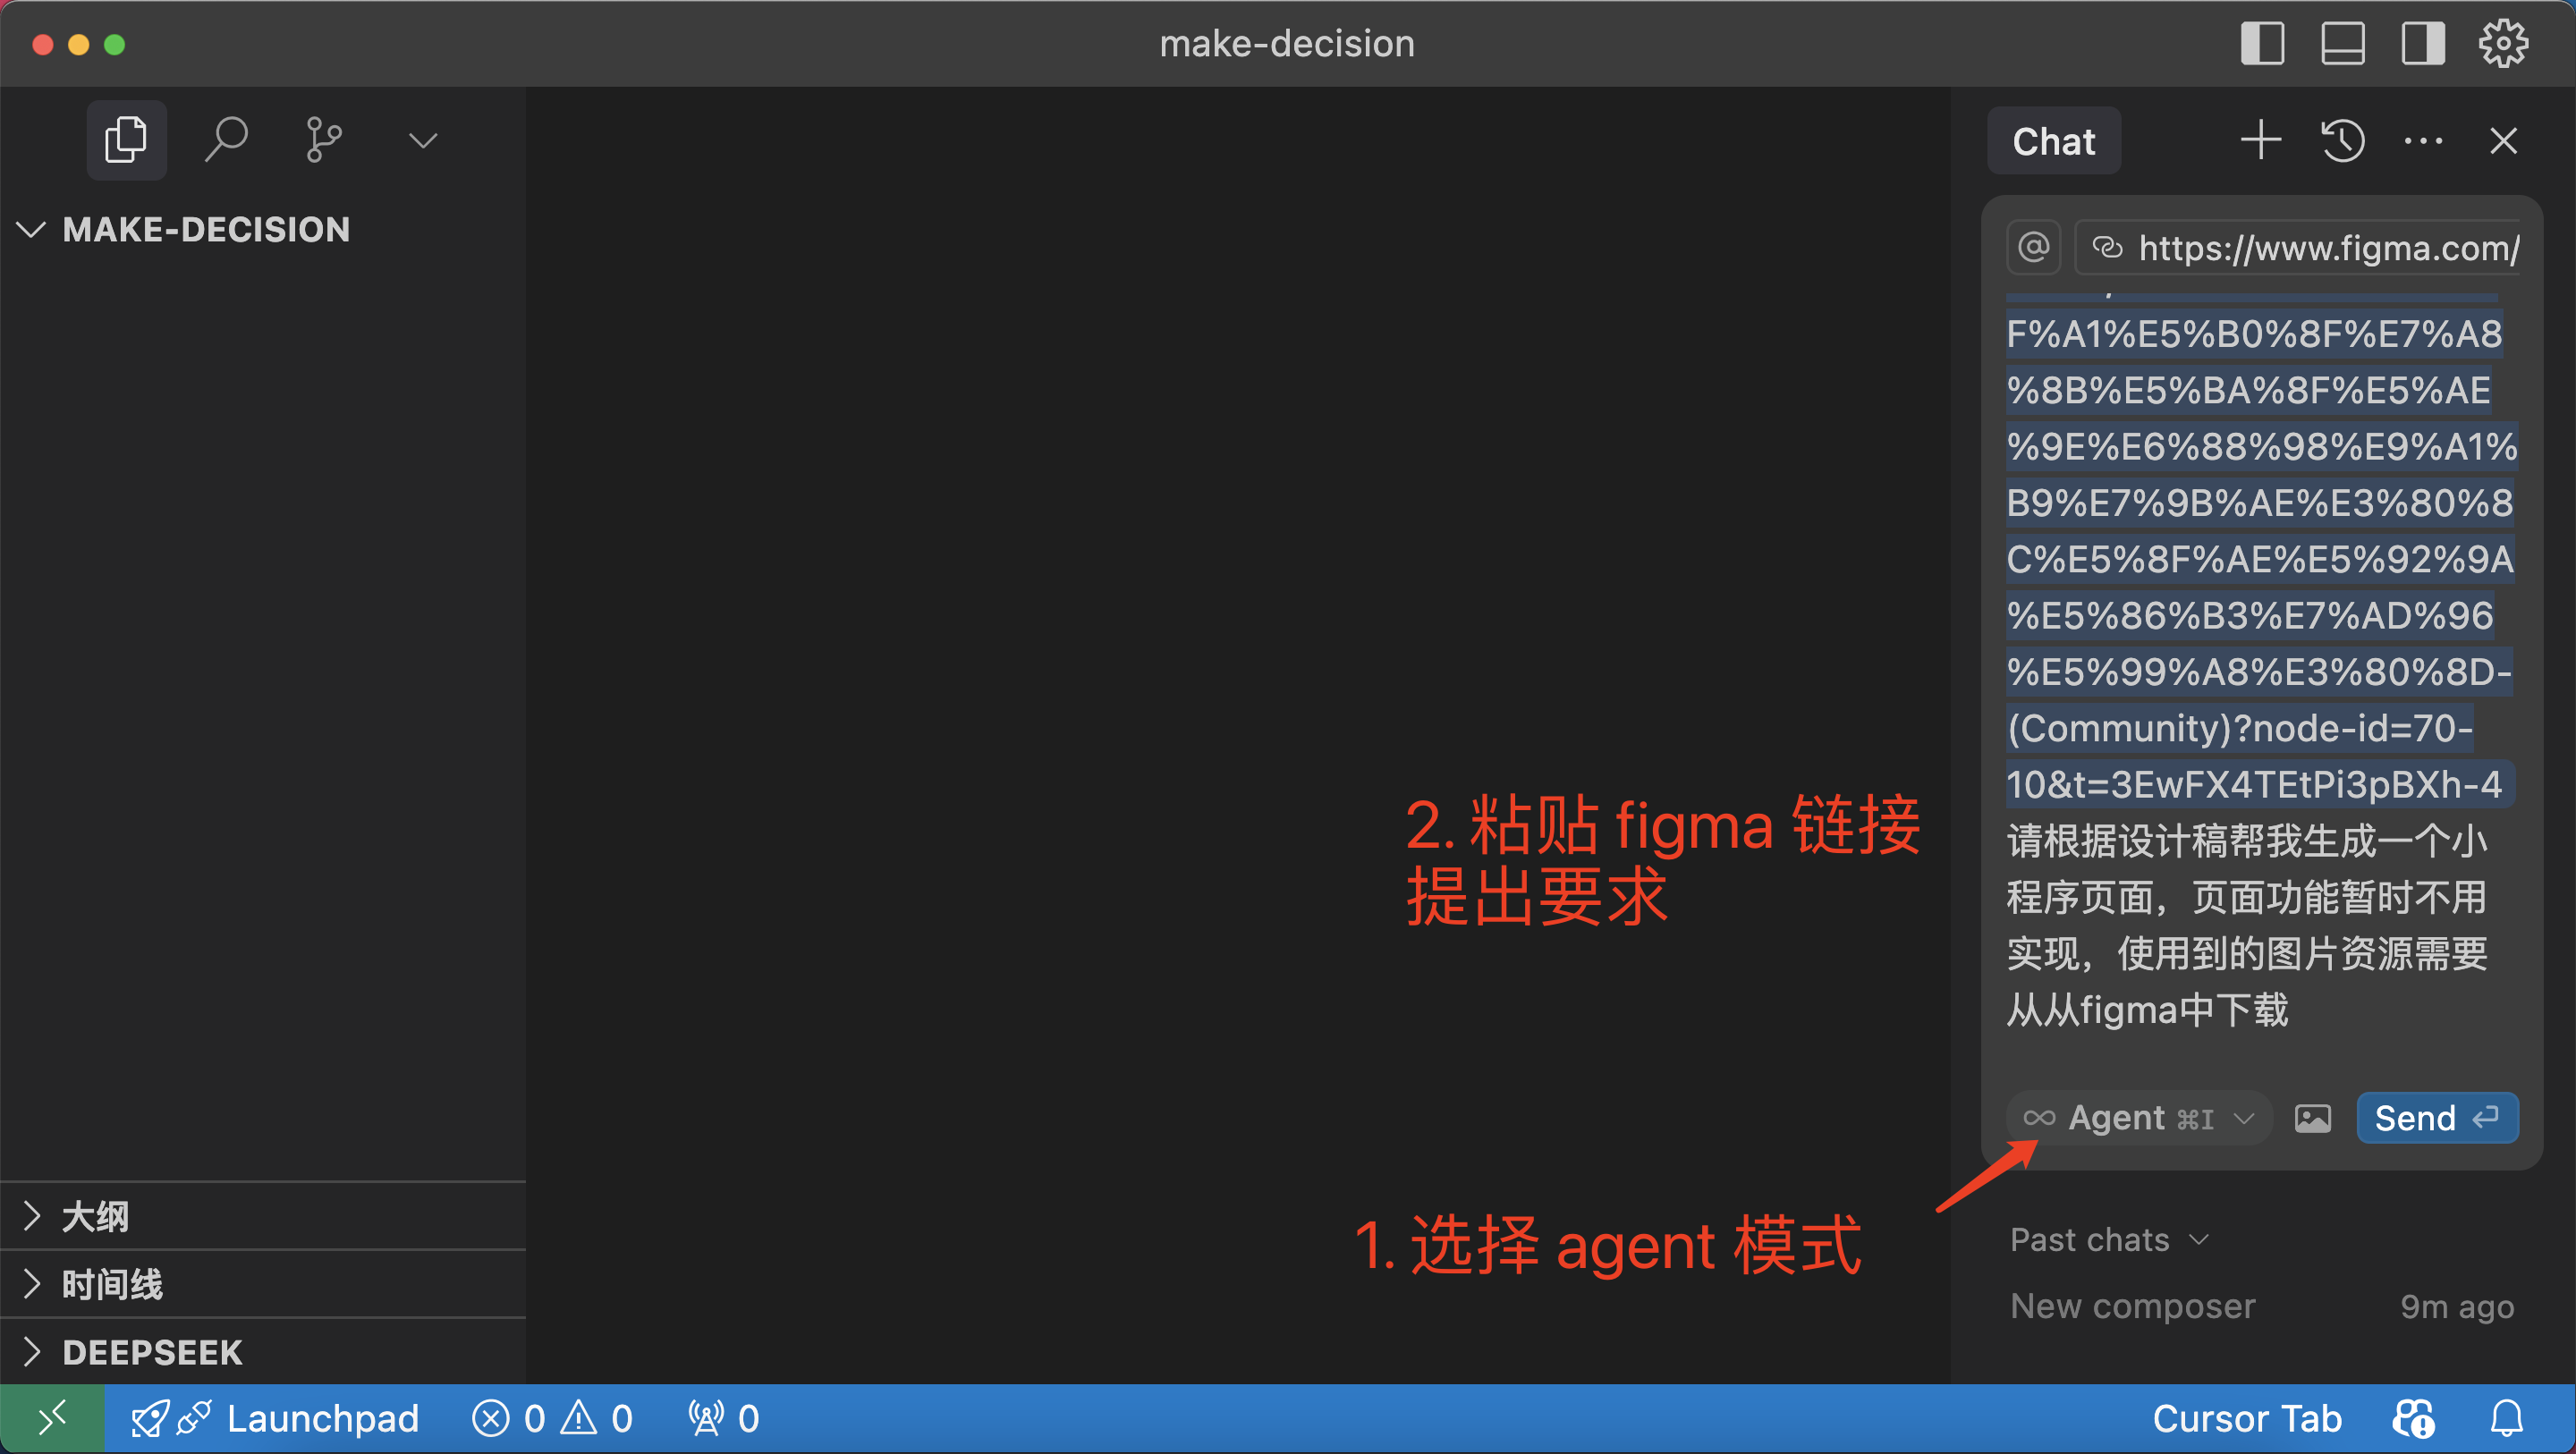 make-decision
MAKE-DECISION
Chat
https://www.figma.com/
F%A1%E5%B0%8F%E7%A8
%8B%E5%BA%8F%E5%AE
%9E%E6%88%98%E9%A1%
B9%E7%9B%AE%E3%80%8
C%E5%8F%AE%E5%92%9A
%E5%86%B3%E7%AD%96
%E5%99%A8%E3%80%8D-
(Community)?node-id=70-
10&t=3EwFX4TEtPi3pBXh-4
请根据设计稿帮我生成一个小
程序页面，页面功能暂时不用
实现，使用到的图片资源需要
从从figma中下载
Agent ⌘I
Send
2. 粘贴 figma 链接
提出要求
1. 选择 agent 模式
Past chats
New composer 9m ago
大纲
时间线
DEEPSEEK
Launchpad 0 0 0
Cursor Tab